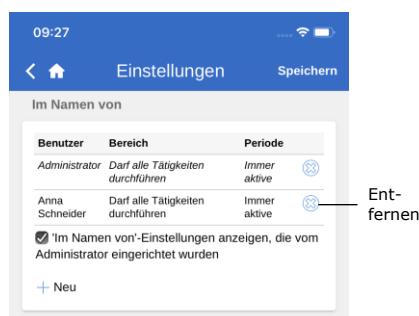 09:27
Einstellungen
Speichern
Im Namen von
Benutzer Bereich Periode
Administrator Darf alle Tätigkeiten durchführen Immer aktive
Anna Schneider Darf alle Tätigkeiten durchführen Immer aktive
Ent-
fernen
'Im Namen von'-Einstellungen anzeigen, die vom
Administrator eingerichtet wurden
+ Neu